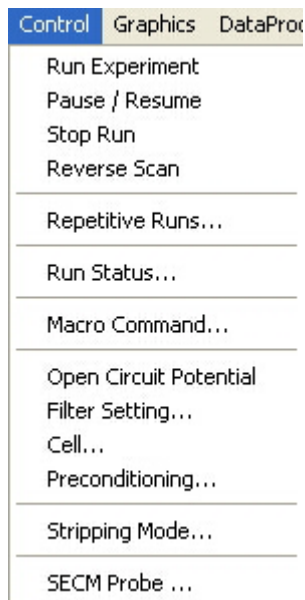 Control Graphics
Run Experiment
Pause / Resume
Stop Run
Reverse Scan
Repetitive Runs...
Run Status...
Macro Command...
Open Circuit Potential
Filter Setting...
Cell...
Preconditioning...
Stripping Mode...
SECM Probe ...